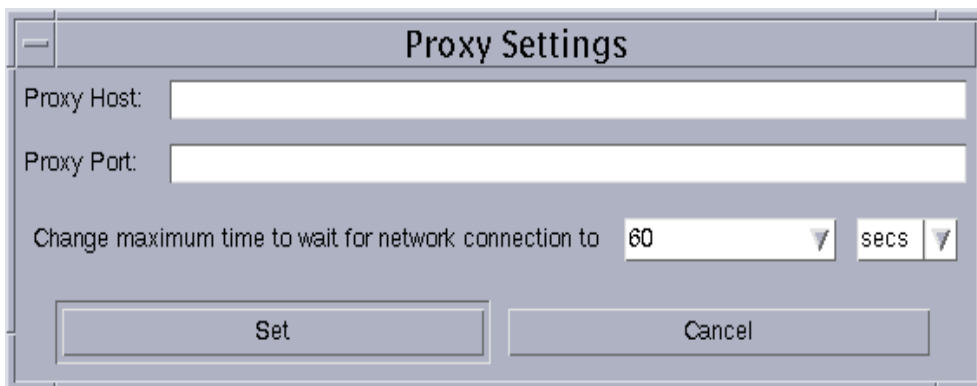 Proxy Settings
Proxy Host:
Proxy Port:
Change maximum time to wait for network connection to 60 secs
Set Cancel